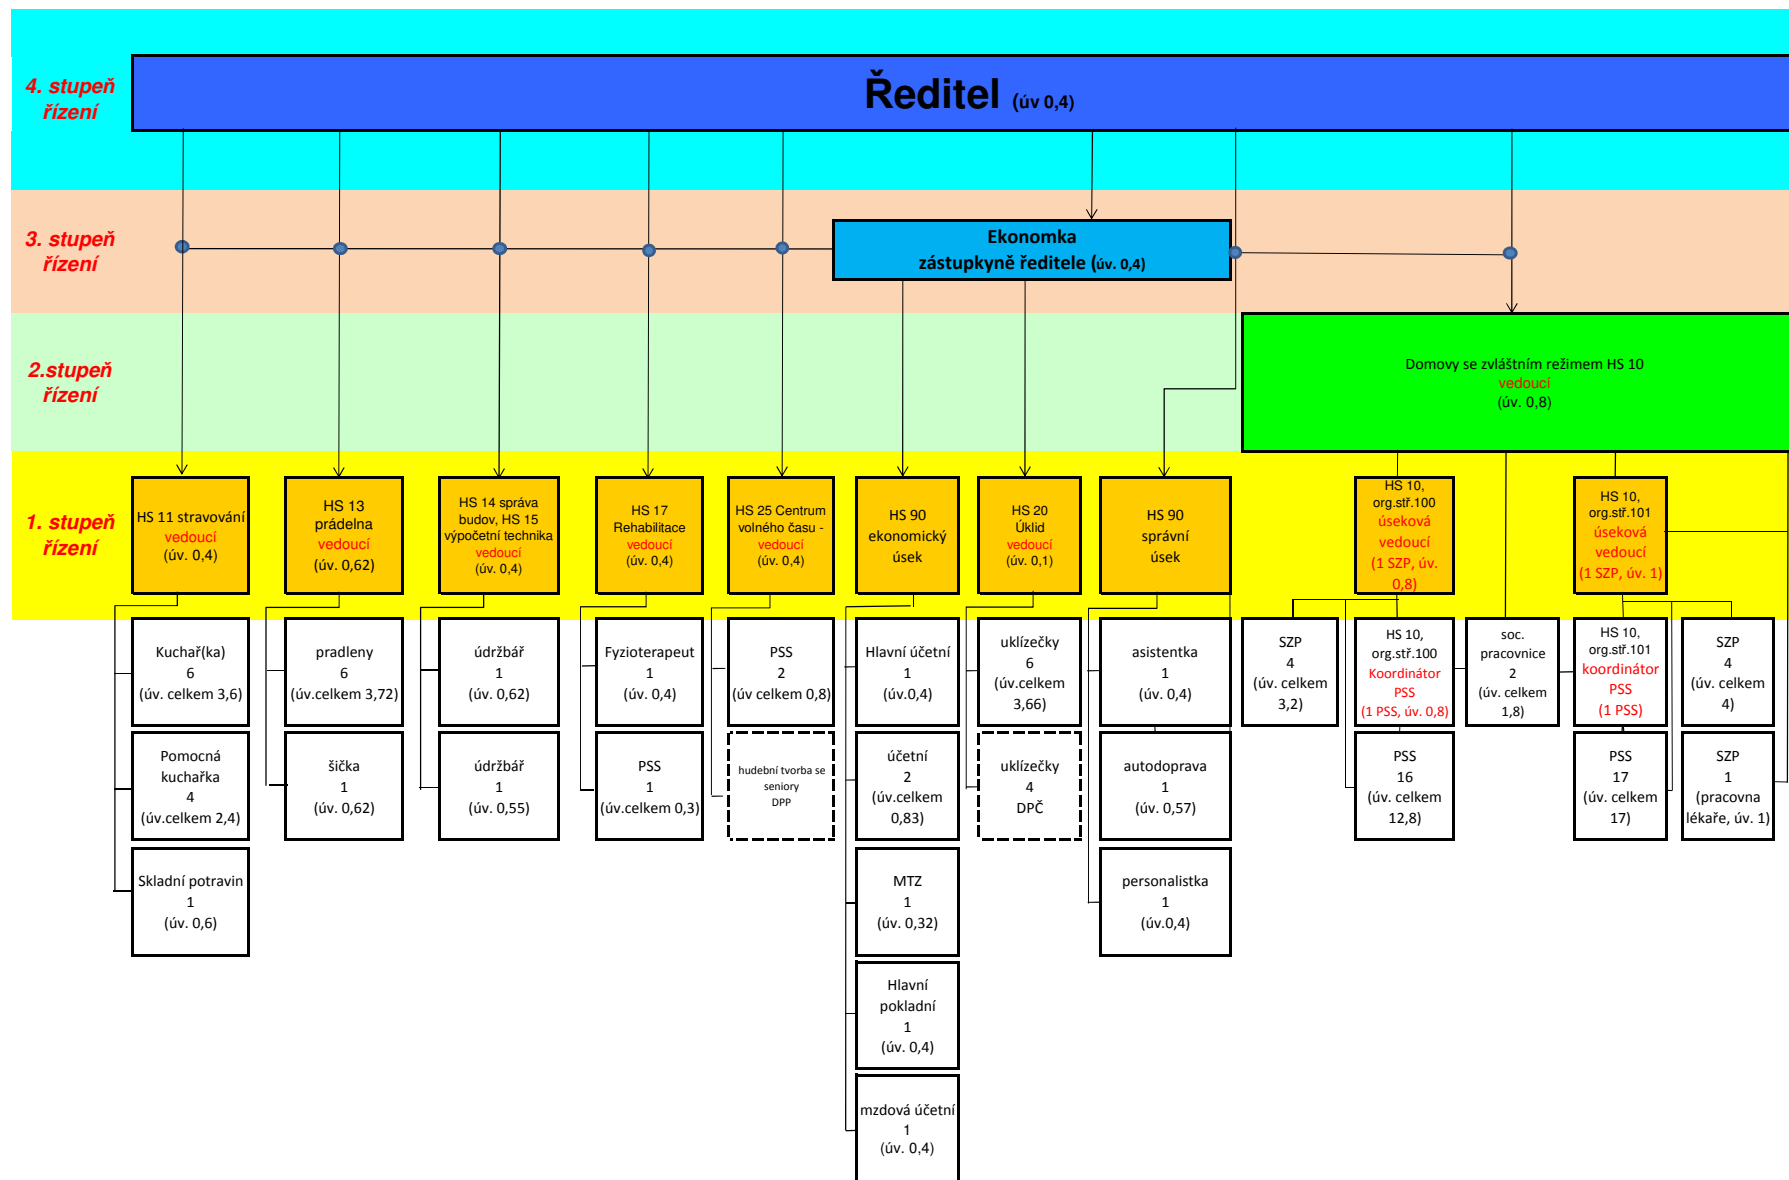 4. stupeň
řízení
Ředitel (úv 0,4)
3. stupeň
řízení
Ekonomka
zástupkyně ředitele (úv. 0,4)
2.stupeň
řízení
Domovy se zvláštním režimem HS 10
vedoucí
(úv. 0,8)
1. stupeň
řízení
HS 11 stravování
vedoucí
(úv. 0,4)
HS 13
prádelna
vedoucí
(úv. 0,62)
HS 14 správa
budov, HS 15
výpočetní technika
vedoucí
(úv. 0,4)
HS 17
Rehabilitace
vedoucí
(úv. 0,4)
HS 25 Centrum
volného času -
vedoucí
(úv. 0,4)
HS 90
ekonomický
úsek
HS 20
Úklid
vedoucí
(úv. 0,1)
HS 90
správní
úsek
HS 10,
org.stř.100
úseková
vedoucí
(1 SZP, úv.
0,8)
HS 10,
org.stř.101
úseková
vedoucí
(1 SZP, úv. 1)
Kuchař(ka)
6
(úv. celkem 3,6)
pradleny
6
(úv.celkem 3,72)
údržbář
1
(úv. 0,62)
Fyzioterapeut
1
(úv. 0,4)
PSS
2
(úv celkem 0,8)
Hlavní účetní
1
(úv.0,4)
uklízečky
6
(úv.celkem
3,66)
asistentka
1
(úv. 0,4)
SZP
4
(úv. celkem
3,2)
HS 10,
org.stř.100
Koordinátor
PSS
(1 PSS, úv. 0,8)
soc.
pracovnice
2
(úv. celkem
1,8)
HS 10,
org.stř.101
koordinátor
PSS
(1 PSS)
SZP
4
(úv. celkem
4)
Pomocná
kuchařka
4
(úv.celkem 2,4)
šička
1
(úv. 0,62)
údržbář
1
(úv. 0,55)
PSS
1
(úv.celkem 0,3)
hudební tvorba se
seniory
DPP
účetní
2
(úv.celkem
0,83)
uklízečky
4
DPČ
autodoprava
1
(úv. 0,57)
PSS
16
(úv. celkem
12,8)
PSS
17
(úv. celkem
17)
SZP
1
(pracovna
lékaře, úv. 1)
Skladní potravin
1
(úv. 0,6)
MTZ
1
(úv. 0,32)
personalistka
1
(úv.0,4)
Hlavní
pokladní
1
(úv. 0,4)
mzdová účetní
1
(úv. 0,4)